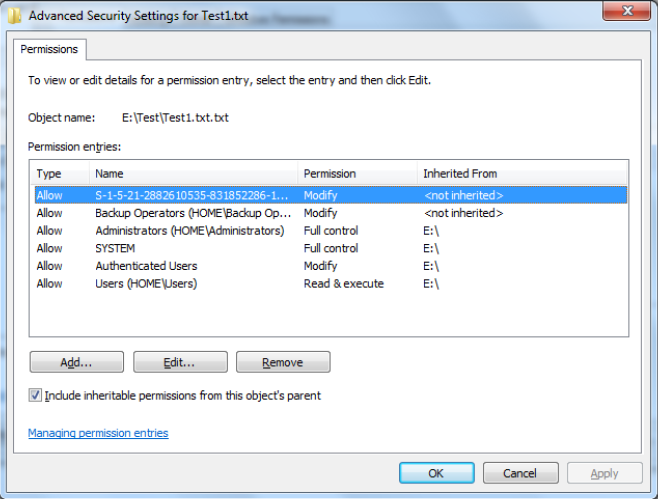 Advanced Security Settings for Test1.txt
Permissions
To view or edit details for a permission entry, select the entry and then click Edit.
Object name: E:\Test\Test1.txt.txt
Permission entries:
Type Name Permission Inherited From
Allow S-1-5-21-2882610535-831852286-1... Modify <not inherited>
Allow Backup Operators (HOME\Backup Op... Modify <not inherited>
Allow Administrators (HOME\Administrators) Full control E:\
Allow SYSTEM Full control E:\
Allow Authenticated Users Modify E:\
Allow Users (HOME\Users) Read & execute E:\
Add... Edit... Remove
Include inheritable permissions from this object's parent
Managing permission entries
OK Cancel Apply